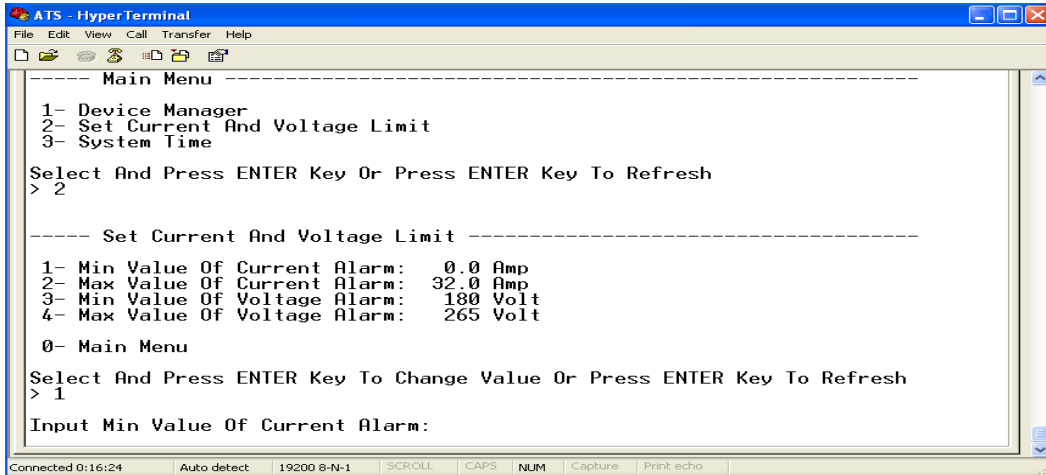 ATS - HyperTerminal
File Edit View Call Transfer Help
----- Main Menu ---------------------------------------------------------
1- Device Manager
2- Set Current And Voltage Limit
3- System Time
Select And Press ENTER Key Or Press ENTER Key To Refresh
> 2
----- Set Current And Voltage Limit -------------------------------------
1- Min Value Of Current Alarm: 0.0 Amp
2- Max Value Of Current Alarm: 32.0 Amp
3- Min Value Of Voltage Alarm: 180 Volt
4- Max Value Of Voltage Alarm: 265 Volt
0- Main Menu
Select And Press ENTER Key To Change Value Or Press ENTER Key To Refresh
> 1
Input Min Value Of Current Alarm:
Connected 0:16:24 Auto detect 19200 8-N-1 SCROLL CAPS NUM Capture Print echo